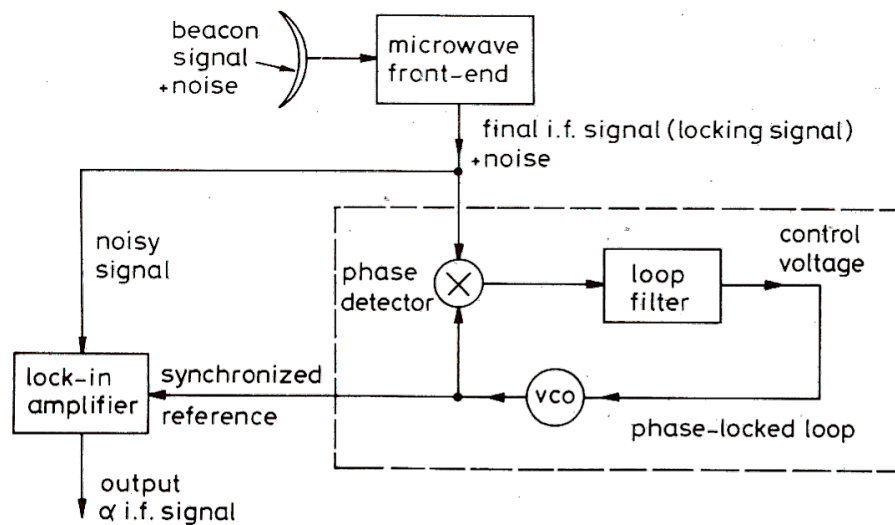 beacon
signal
+noise
microwave
front-end
final i.f. signal (locking signal)
+noise
noisy
signal
phase
detector
loop
filter
control
voltage
lock-in
amplifier
synchronized
reference
vco
phase-locked loop
output
α i.f. signal